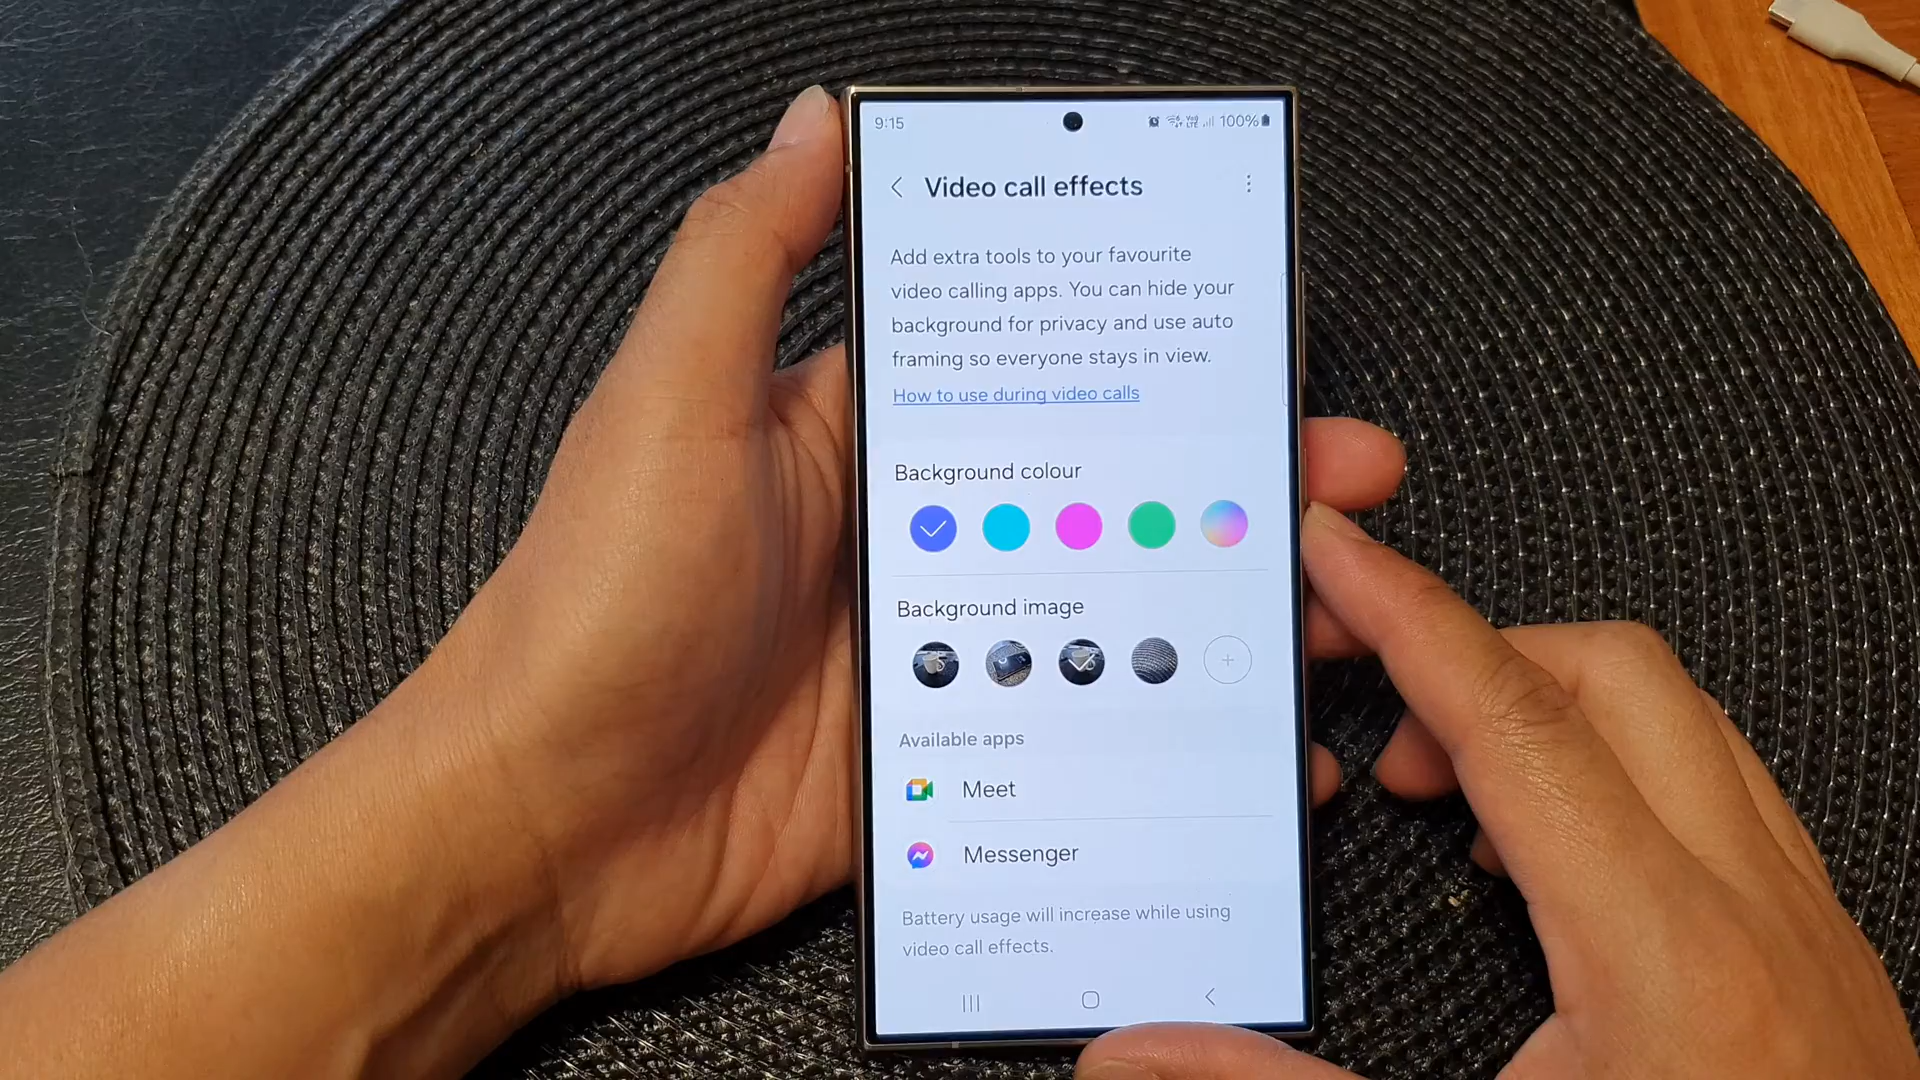 9:15
100%
Video call effects
Add extra tools to your favourite
video calling apps. You can hide your
background for privacy and use auto
framing so everyone stays in view.
How to use during video calls
Background colour
Background image
Available apps
Meet
Messenger
Battery usage will increase while using
video call effects.